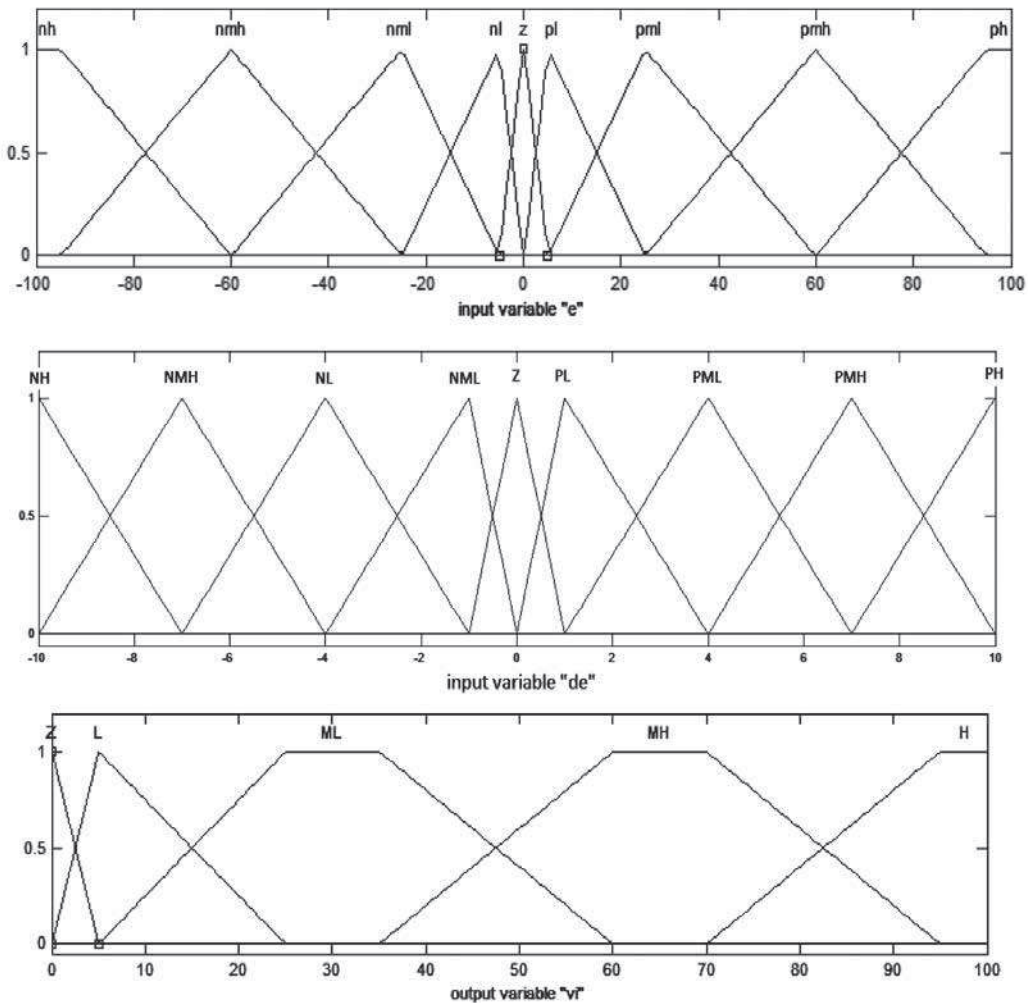 nh nmh nml nl z pl pml pmh ph
1
0.5
0
-100 -80 -60 -40 -20 0 20 40 60 80 100
input variable "e"
NH NMH NL NML Z PL PML PMH PH
1
0.5
0
-10 -8 -6 -4 -2 0 2 4 6 8 10
input variable "de"
Z L ML MH H
1
0.5
0
0 10 20 30 40 50 60 70 80 90 100
output variable "vi"